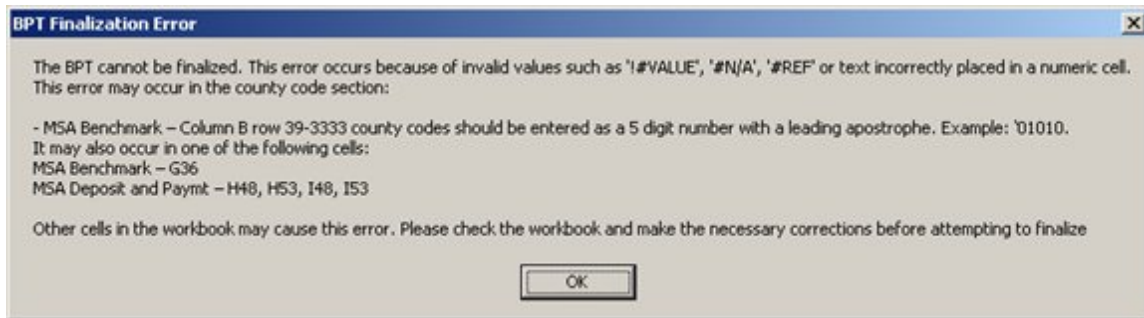 BPT Finalization Error
The BPT cannot be finalized. This error occurs because of invalid values such as '!#VALUE', '#N/A', '#REF' or text incorrectly placed in a numeric cell.
This error may occur in the county code section:
- MSA Benchmark – Column B row 39-3333 county codes should be entered as a 5 digit number with a leading apostrophe. Example: '01010.
It may also occur in one of the following cells:
MSA Benchmark – G36
MSA Deposit and Paymt – H48, H53, I48, I53
Other cells in the workbook may cause this error. Please check the workbook and make the necessary corrections before attempting to finalize
OK